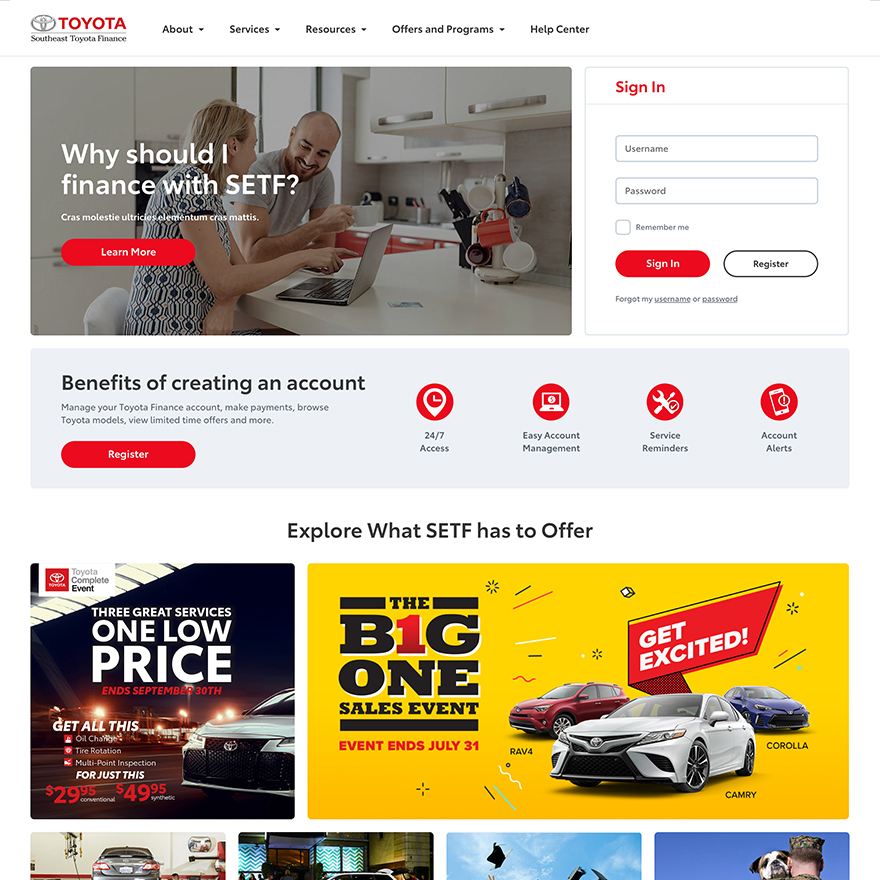 TOYOTA
Southeast Toyota Finance
About
Services
Resources
Offers and Programs
Help Center
Why should I
finance with SETF?
Cras molestie ultricies elementum cras mattis.
Learn More
Sign In
Username
Password
Remember me
Sign In
Register
Forgot my username or password
Benefits of creating an account
Manage your Toyota Finance account, make payments, browse
Toyota models, view limited time offers and more.
Register
24/7
Access
Easy Account
Management
Service
Reminders
Account
Alerts
Explore What SETF has to Offer
TOYOTA
Toyota
Complete
Event
THREE GREAT SERVICES
ONE LOW
PRICE
ENDS SEPTEMBER 30TH
GET ALL THIS
Oil Change
Tire Rotation
Multi-Point Inspection
FOR JUST THIS
$29.95 conventional $49.95 synthetic
THE
B1G
ONE
SALES EVENT
EVENT ENDS JULY 31
GET
EXCITED!
RAV4
COROLLA
CAMRY